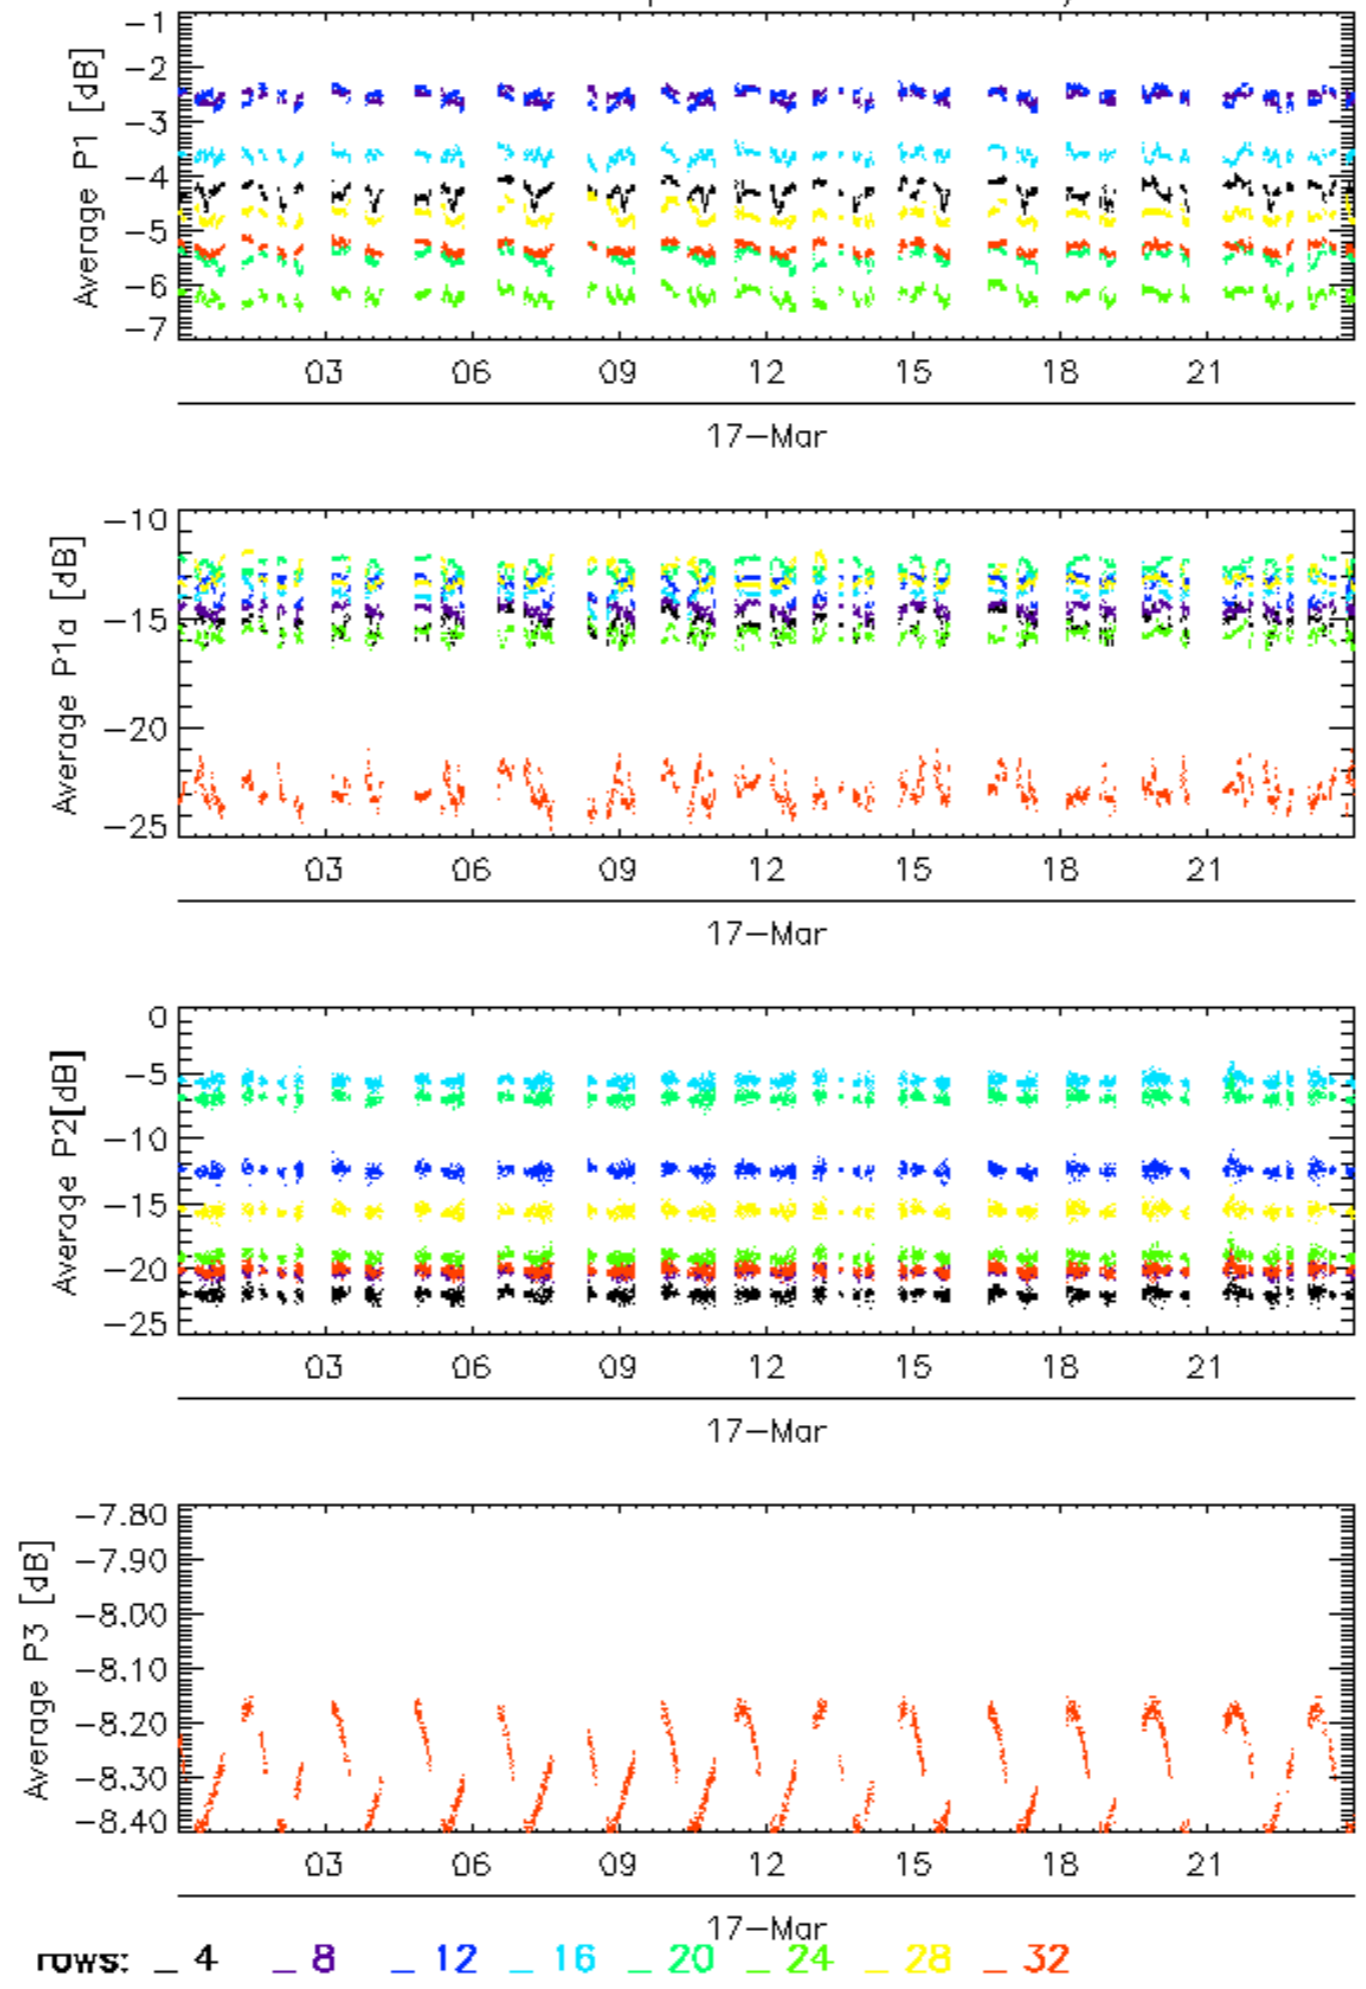 -1
-2
-3
-4
-5
-6
-7
Average P1 [dB]
03 06 09 12 15 18 21
17-Mar
-10
-15
-20
-25
Average P1a [dB]
03 06 09 12 15 18 21
17-Mar
0
-5
-10
-15
-20
-25
Average P2[dB]
03 06 09 12 15 18 21
17-Mar
-7.80
-7.90
-8.00
-8.10
-8.20
-8.30
-8.40
Average P3 [dB]
03 06 09 12 15 18 21
17-Mar
rows: _ 4 _ 8 _ 12 _ 16 _ 20 _ 24 _ 28 _ 32